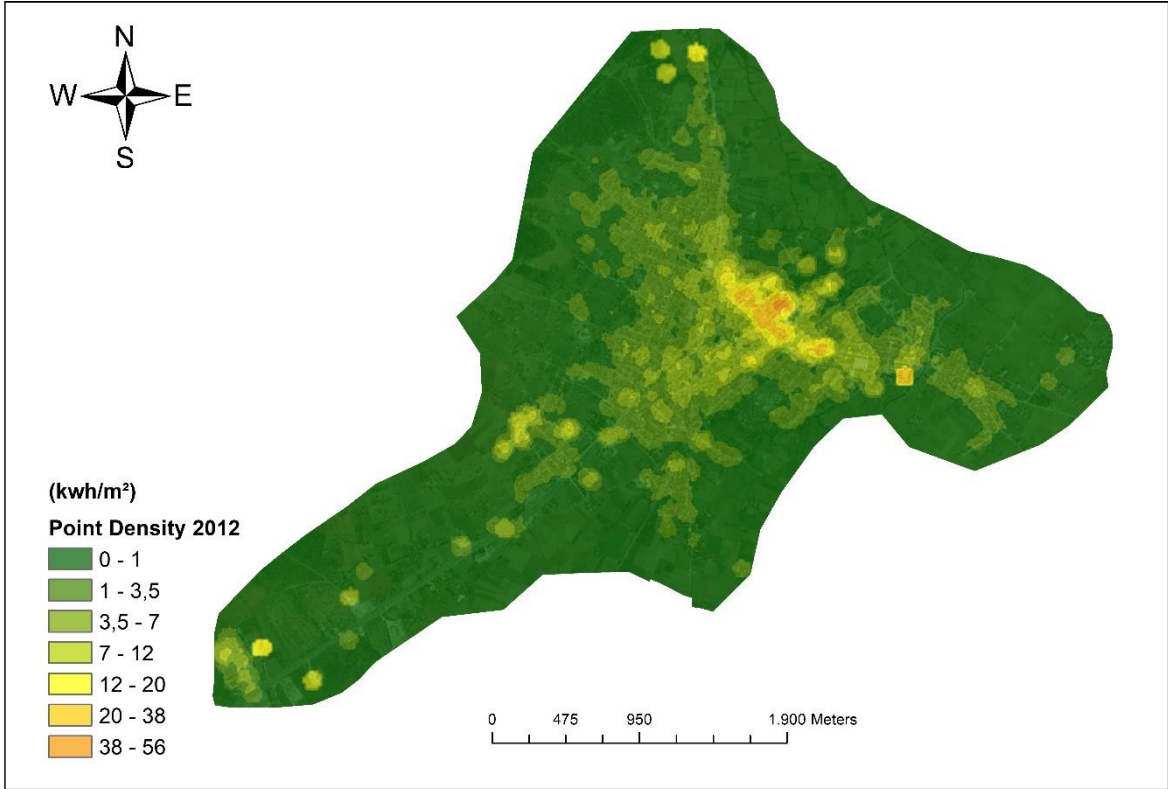 N
W E
S
(kwh/m²)
Point Density 2012
0 - 1
1 - 3,5
3,5 - 7
7 - 12
12 - 20
20 - 38
38 - 56
0 475 950 1.900 Meters